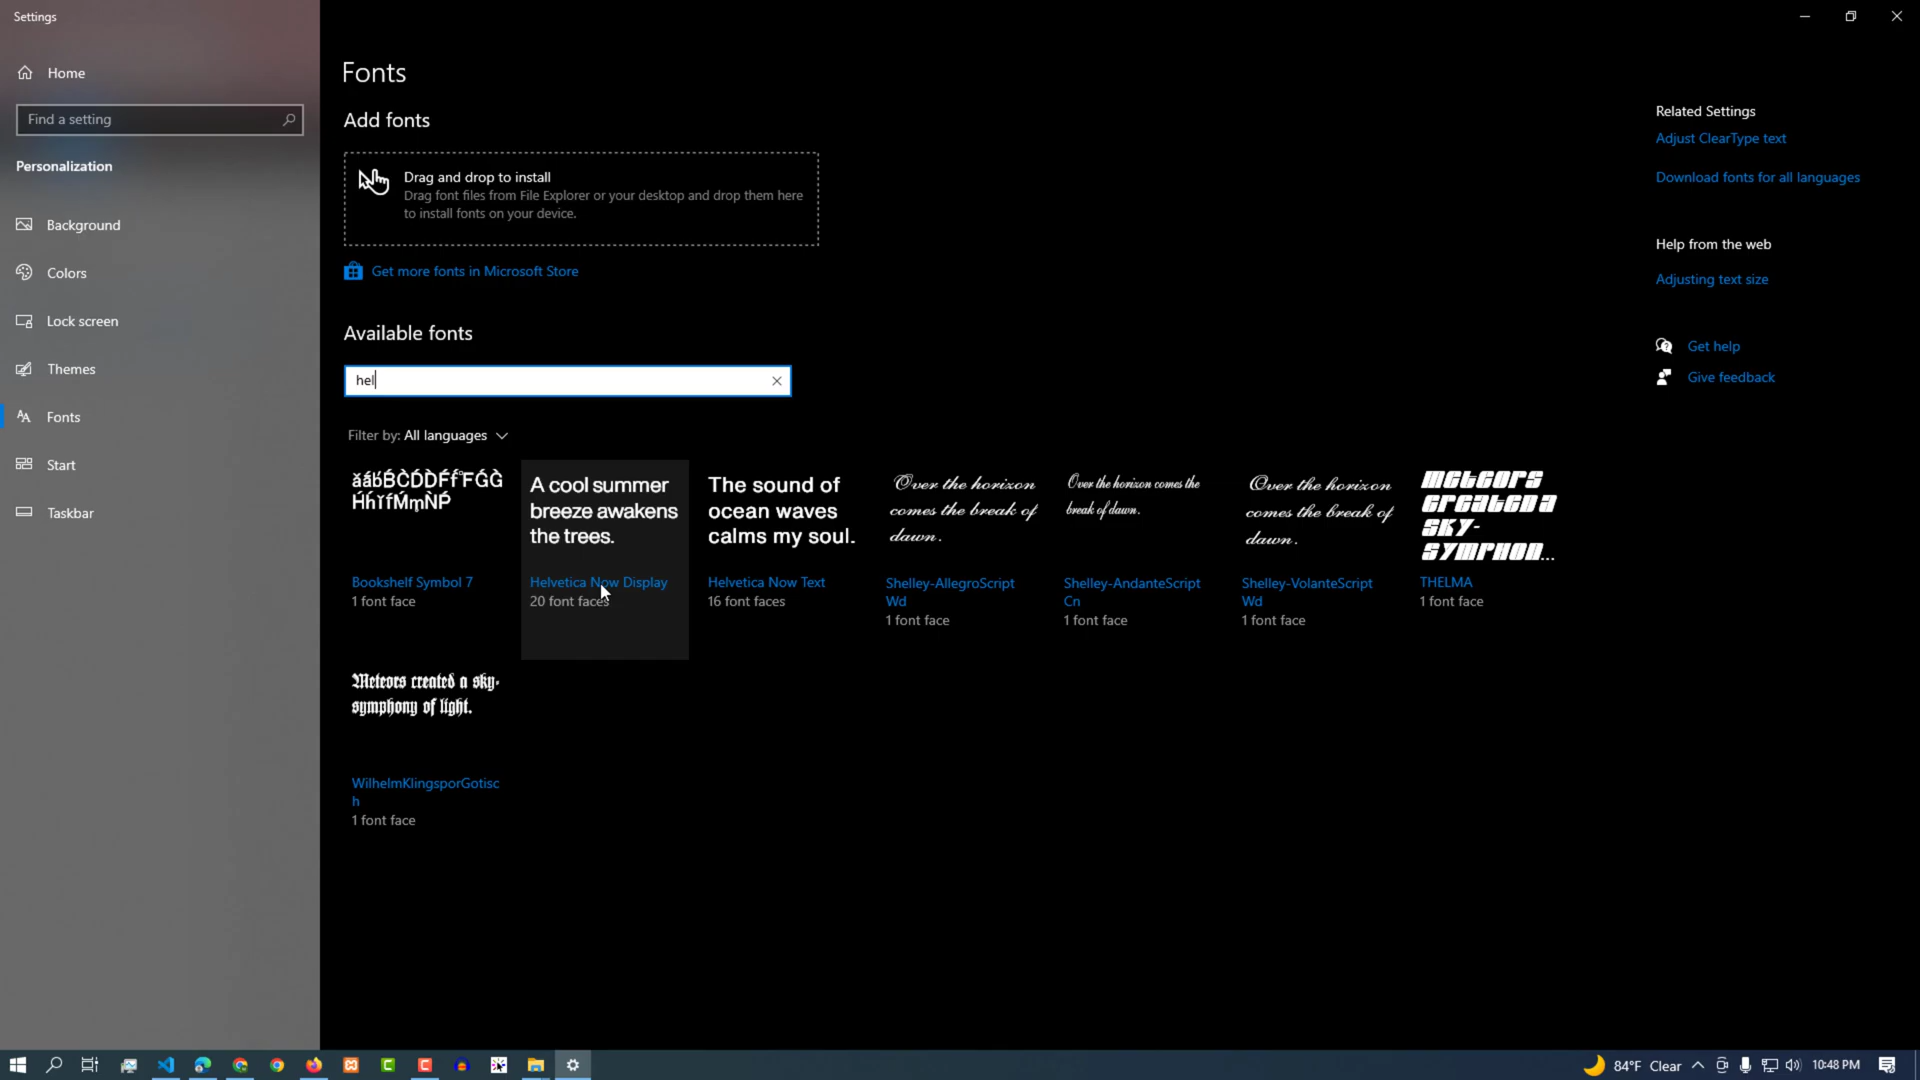 Settings
Home
Find a setting
Personalization
Background
Colors
Lock screen
Themes
Fonts
Start
Taskbar
Fonts
Add fonts
Drag and drop to install
Drag font files from File Explorer or your desktop and drop them here
to install fonts on your device.
Get more fonts in Microsoft Store
Available fonts
hel
Filter by: All languages
Bookshelf Symbol 7
1 font face
A cool summer
breeze awakens
the trees.
Helvetica Now Display
20 font faces
The sound of
ocean waves
calms my soul.
Helvetica Now Text
16 font faces
Over the horizon
comes the break of
dawn.
Shelley-AllegroScript
Wd
1 font face
Over the horizon comes the
break of dawn.
Shelley-AndanteScript
Cn
1 font face
Over the horizon
comes the break of
dawn.
Shelley-VolanteScript
Wd
1 font face
Meteors
created a
sky-
symphon...
THELMA
1 font face
Meteors created a sky-
symphony of light.
WilhelmKlingsporGotisc
h
1 font face
Related Settings
Adjust ClearType text
Download fonts for all languages
Help from the web
Adjusting text size
Get help
Give feedback
84°F Clear
10:48 PM